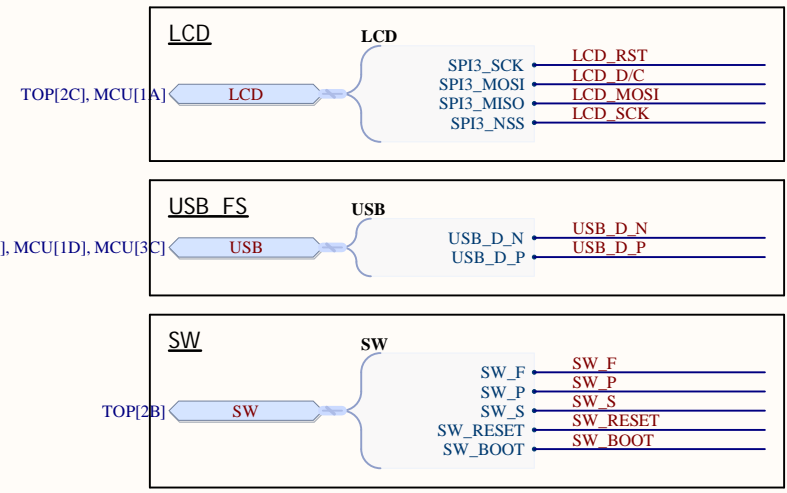 LCD
LCD
SPI3_SCK LCD_RST
SPI3_MOSI LCD_D/C
TOP[2C], MCU[1A] LCD
SPI3_MISO LCD_MOSI
SPI3_NSS LCD_SCK
USB_FS
USB
USB_D_N USB_D_N
], MCU[1D], MCU[3C] USB
USB_D_P USB_D_P
SW
SW
SW_F SW_F
SW_P SW_P
TOP[2B] SW
SW_S SW_S
SW_RESET SW_RESET
SW_BOOT SW_BOOT